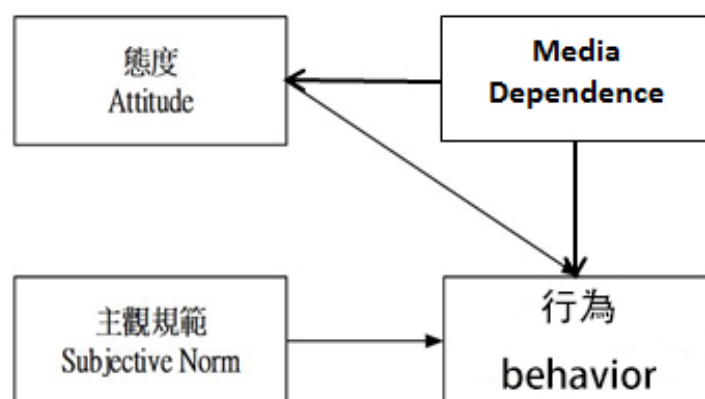 態度
Attitude
Media
Dependence
主觀規範
Subjective Norm
行為
behavior